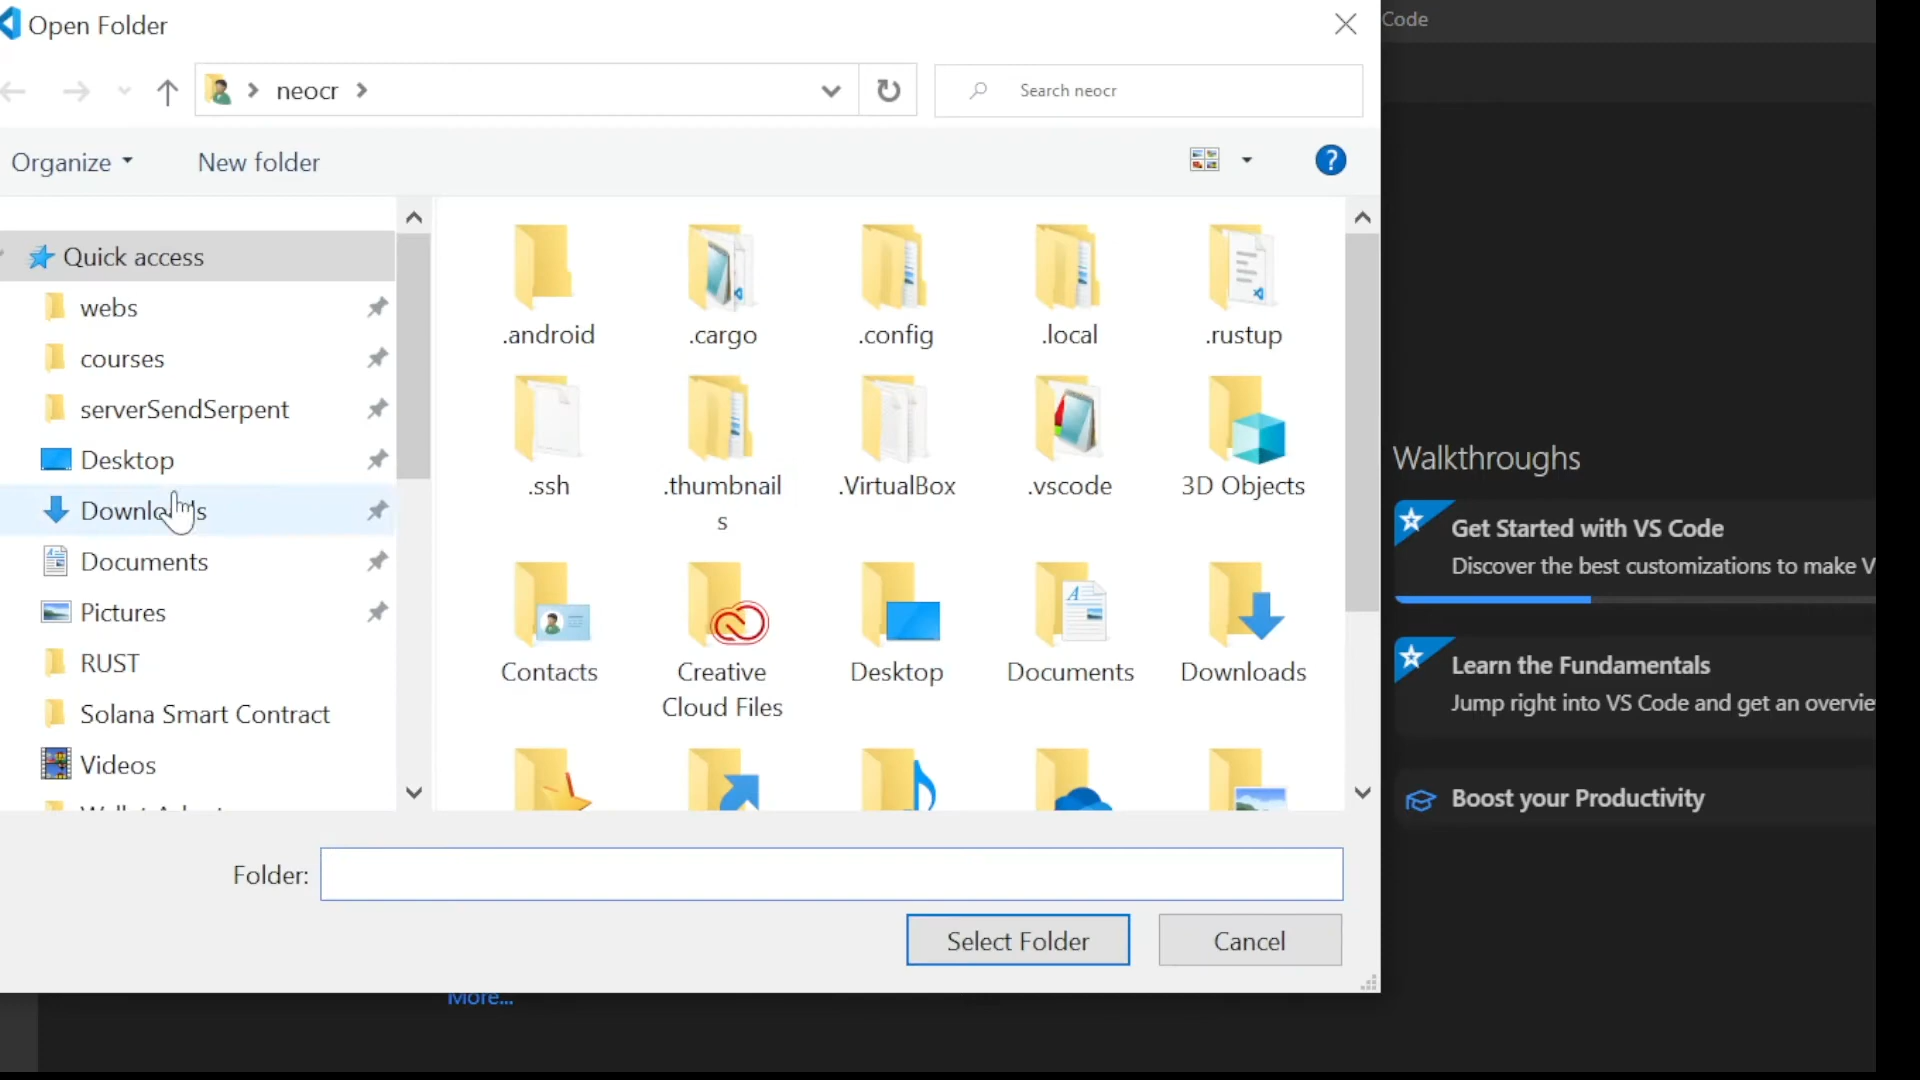 Open Folder
Code
neocr
Search neocr
Organize
New folder
Quick access
webs
courses
serverSendSerpent
Desktop
Downloads
Documents
Pictures
RUST
Solana Smart Contract
Videos
.android
.cargo
.config
.local
.rustup
.ssh
.thumbnail
s
.VirtualBox
.vscode
3D Objects
Contacts
Creative
Cloud Files
Desktop
Documents
Downloads
Folder:
Select Folder
Cancel
More...
Walkthroughs
Get Started with VS Code
Discover the best customizations to make V
Learn the Fundamentals
Jump right into VS Code and get an overvie
Boost your Productivity